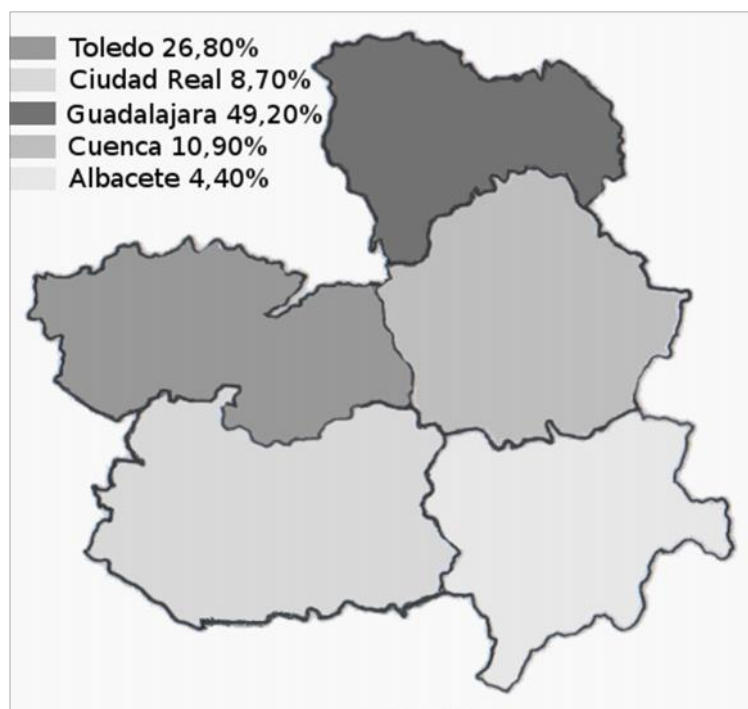 Toledo 26,80%
Ciudad Real 8,70%
Guadalajara 49,20%
Cuenca 10,90%
Albacete 4,40%